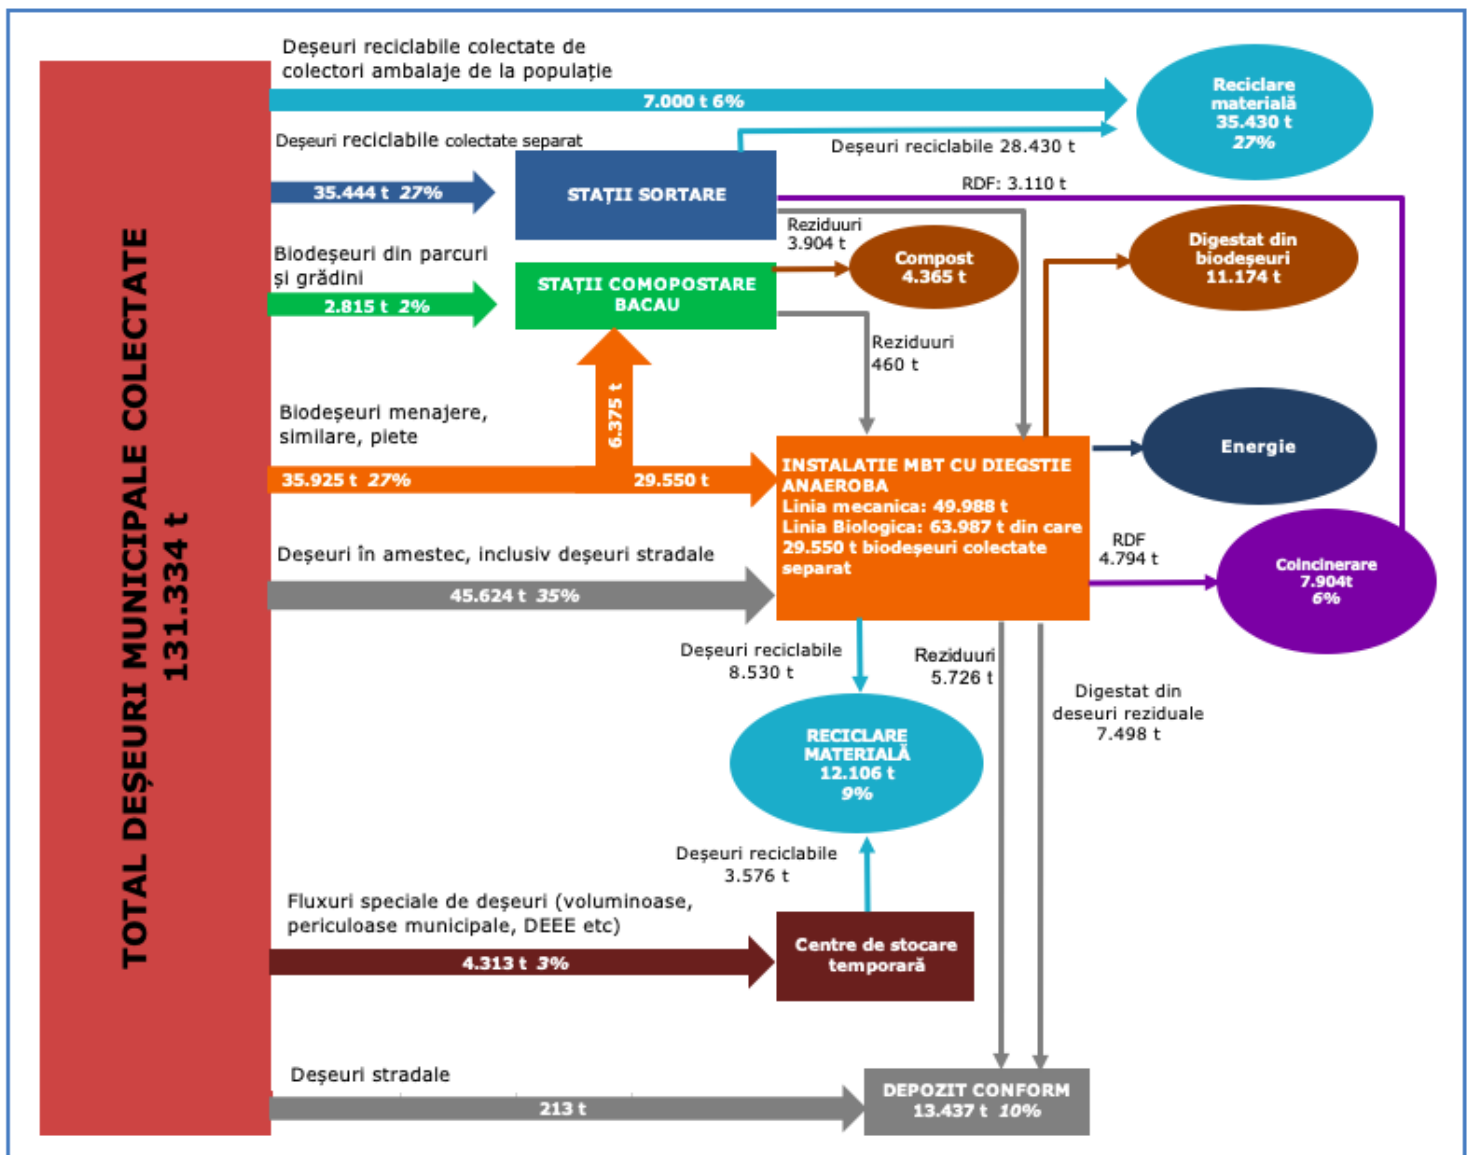 TOTAL DEȘEURI MUNICIPALE COLECTATE
131.334 t
Deșeuri reciclabile colectate de
colectori ambalaje de la populație
7.000 t 6%
Reciclare
materială
35.430 t
27%
Deșeuri reciclabile colectate separat
35.444 t 27%
STAȚII SORTARE
Deșeuri reciclabile 28.430 t
RDF: 3.110 t
Reziduuri
3.904 t
Biodeșeuri din parcuri
și grădini
2.815 t 2%
STAȚII COMOPOSTARE
BACAU
Compost
4.365 t
Digestat din
biodeșeuri
11.174 t
Reziduuri
460 t
6.375 t
Biodeșeuri menajere,
similare, piete
35.925 t 27%
29.550 t
INSTALATIE MBT CU DIEGSTIE
ANAEROBA
Linia mecanica: 49.988 t
Linia Biologica: 63.987 t din care
29.550 t biodeșeuri colectate
separat
Energie
RDF
4.794 t
Coincinerare
7.904t
6%
Deșeuri în amestec, inclusiv deșeuri stradale
45.624 t 35%
Deșeuri reciclabile
8.530 t
Reziduuri
5.726 t
Digestat din
deseuri reziduale
7.498 t
RECICLARE
MATERIALĂ
12.106 t
9%
Deșeuri reciclabile
3.576 t
Fluxuri speciale de deșeuri (voluminoase,
periculoase municipale, DEEE etc)
4.313 t 3%
Centre de stocare
temporară
Deșeuri stradale
213 t
DEPOZIT CONFORM
13.437 t 10%